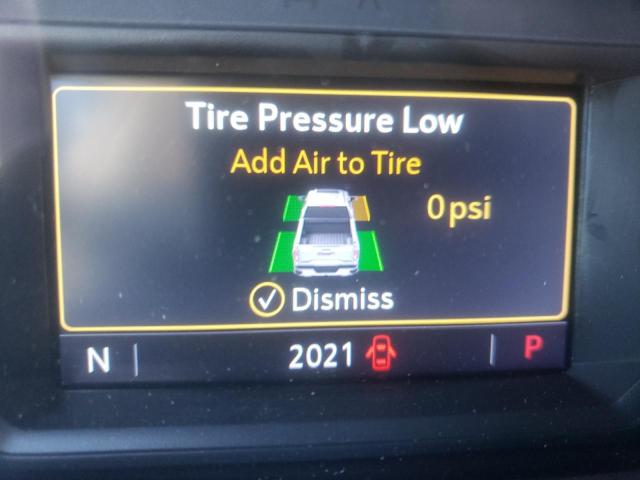 Tire Pressure Low
Add Air to Tire
0 psi
Dismiss
N 2021 P